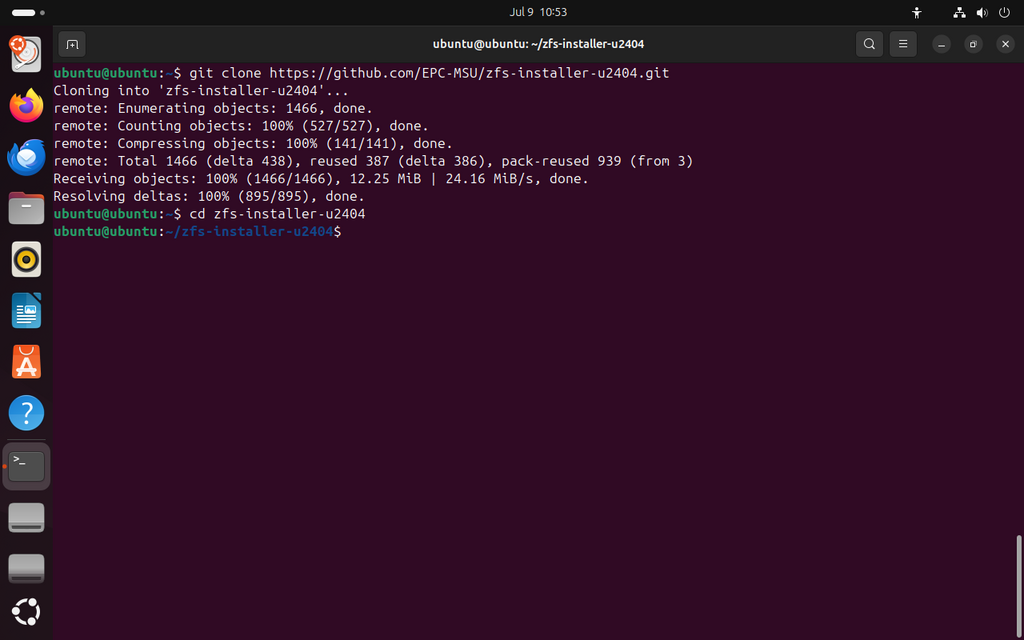 Jul 9 10:53
ubuntu@ubuntu: ~/zfs-installer-u2404
ubuntu@ubuntu:~$ git clone https://github.com/EPC-MSU/zfs-installer-u2404.git
Cloning into 'zfs-installer-u2404'...
remote: Enumerating objects: 1466, done.
remote: Counting objects: 100% (527/527), done.
remote: Compressing objects: 100% (141/141), done.
remote: Total 1466 (delta 438), reused 387 (delta 386), pack-reused 939 (from 3)
Receiving objects: 100% (1466/1466), 12.25 MiB | 24.16 MiB/s, done.
Resolving deltas: 100% (895/895), done.
ubuntu@ubuntu:~$ cd zfs-installer-u2404
ubuntu@ubuntu:~/zfs-installer-u2404$